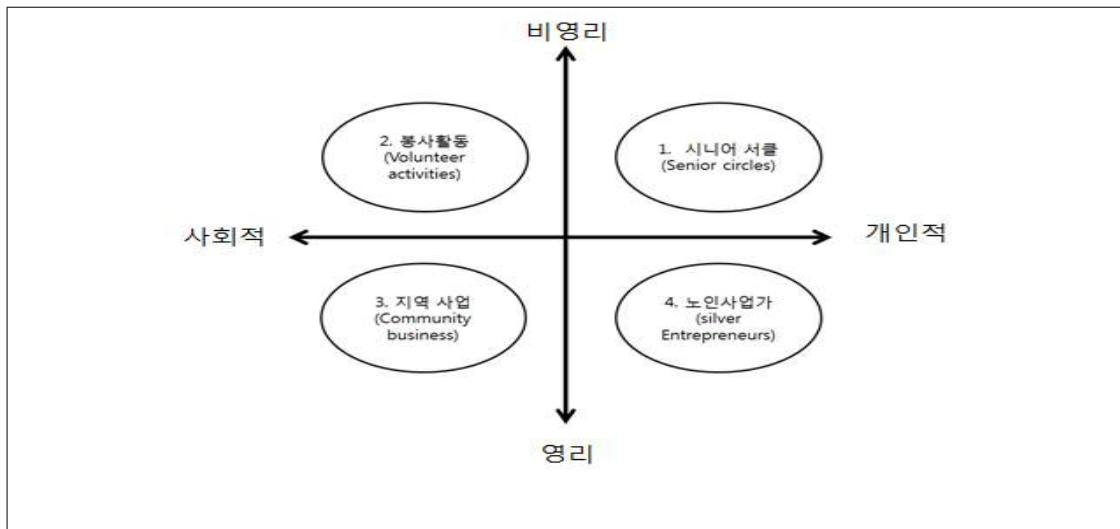 비영리
2. 봉사활동
(Volunteer
activities)
1. 시니어 서클
(Senior circles)
사회적
개인적
3. 지역 사업
(Community
business)
4. 노인사업가
(silver
Entrepreneurs)
영리